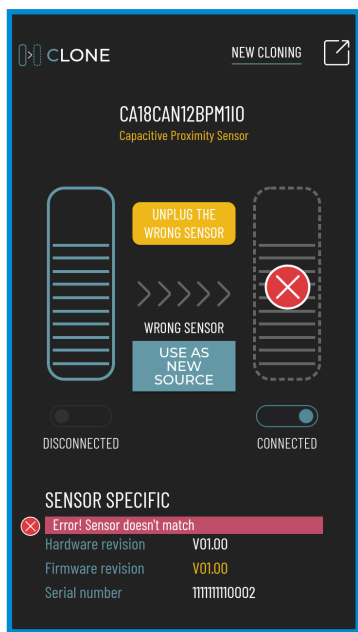 CLONE
NEW CLONING
CA18CAN12BPM1IO
Capacitive Proximity Sensor
UNPLUG THE
WRONG SENSOR
WRONG SENSOR
USE AS
NEW
SOURCE
DISCONNECTED
CONNECTED
SENSOR SPECIFIC
Error! Sensor doesn't match
Hardware revision V01.00
Firmware revision V01.00
Serial number 1111111110002